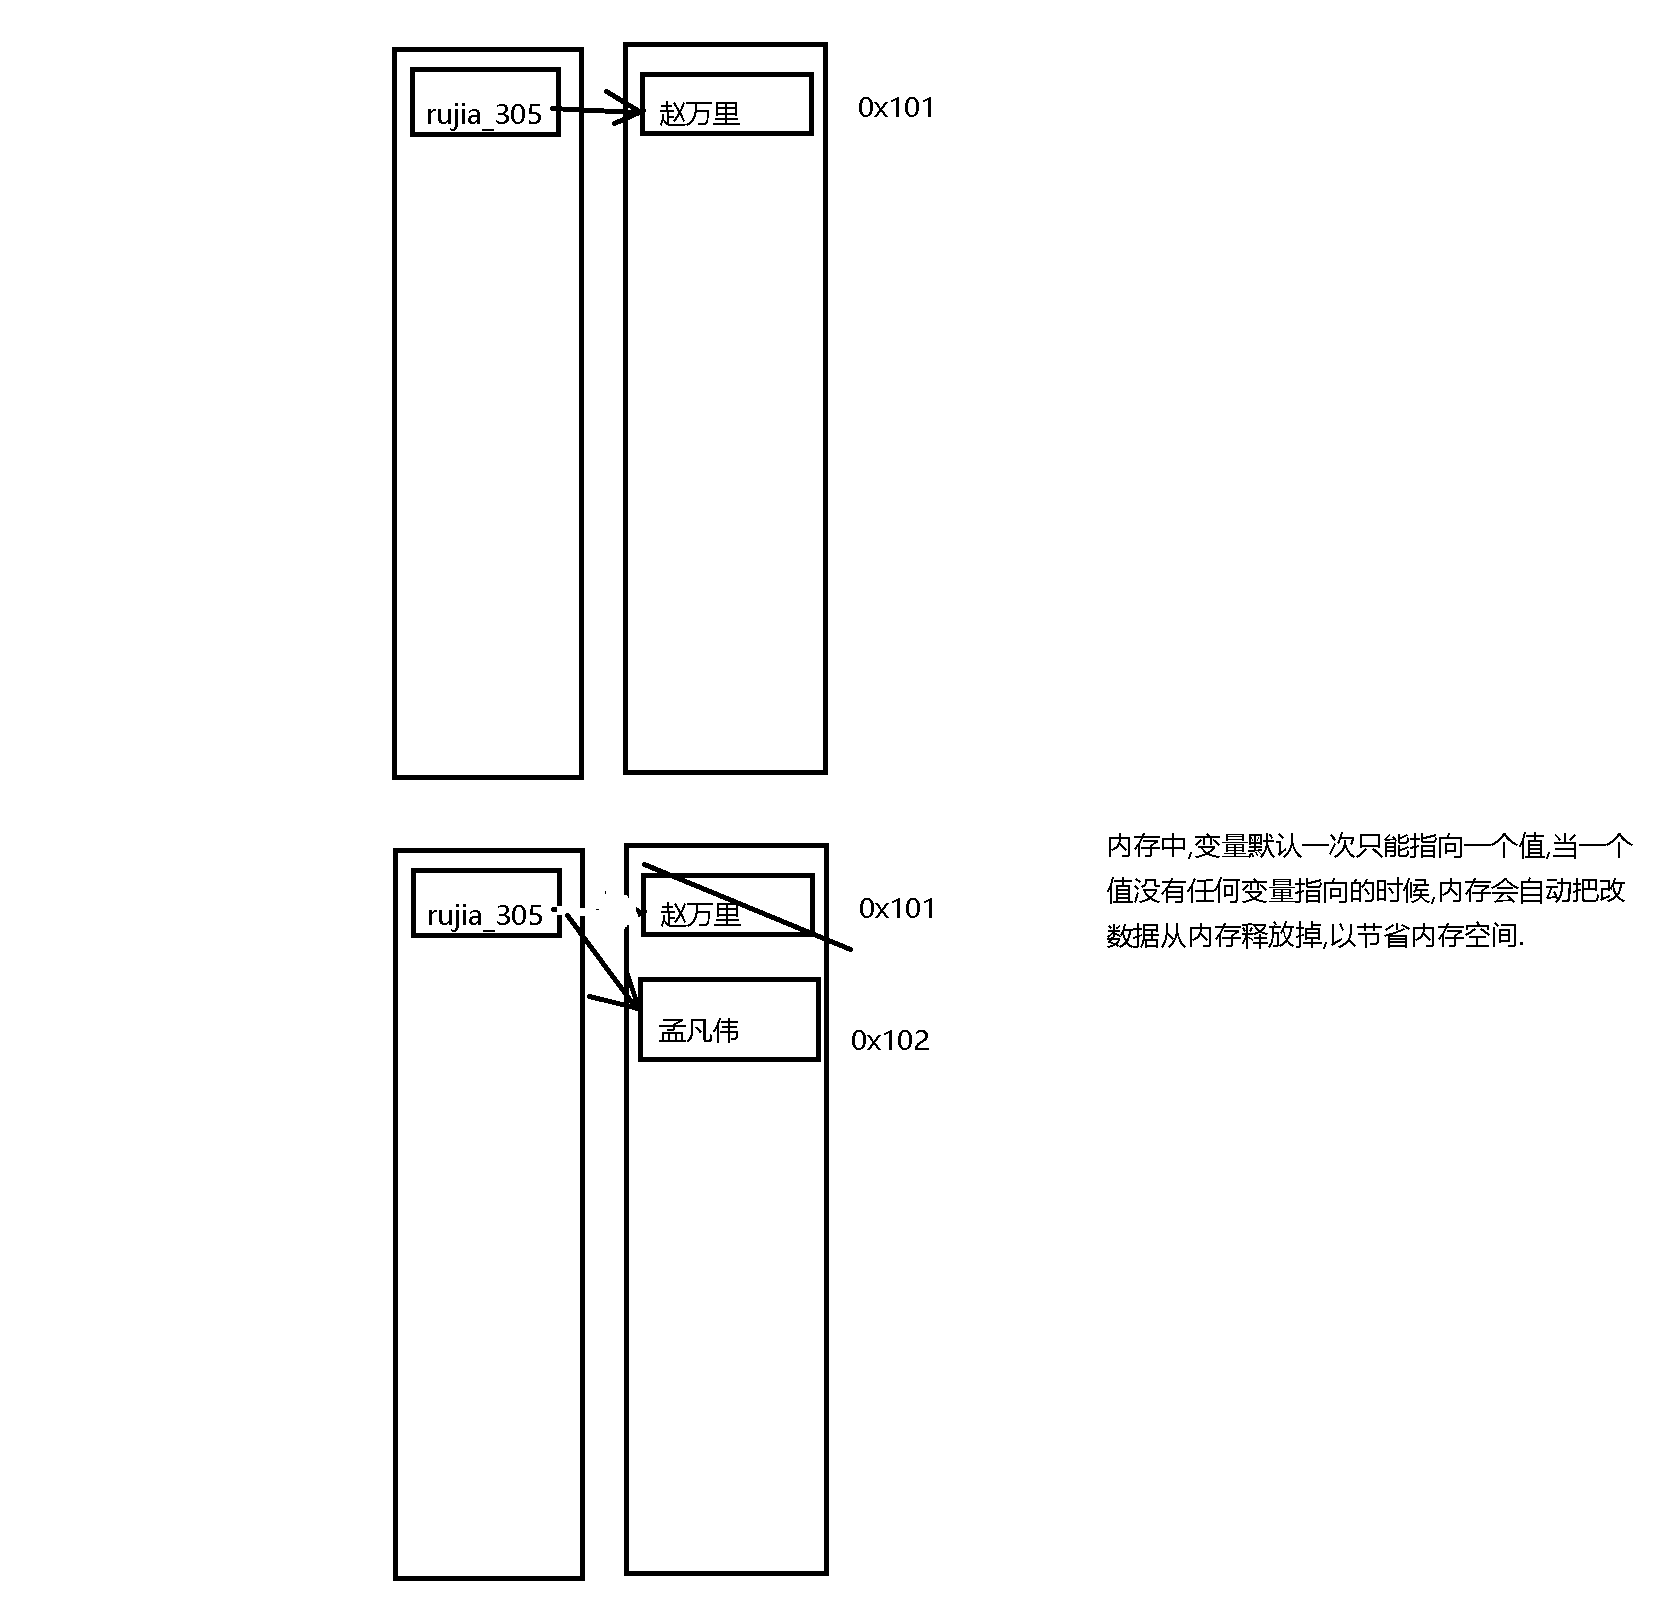 rujia_305
赵万里
0x101
内存中,变量默认一次只能指向一个值,当一个
值没有任何变量指向的时候,内存会自动把改
数据从内存释放掉,以节省内存空间.
rujia_305
赵万里
0x101
孟凡伟
0x102